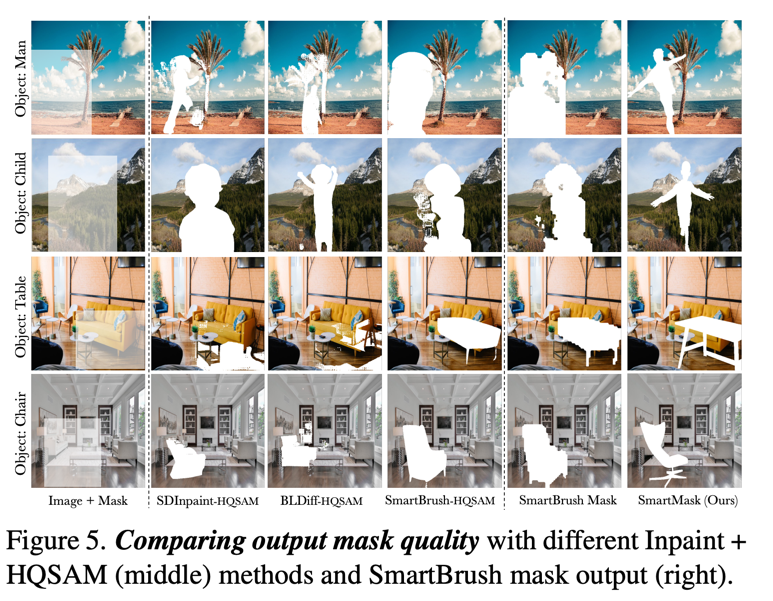 Object: Man
Object: Child
Object: Table
Object: Chair
Image + Mask
SDInpaint-HQSAM
BLDiff-HQSAM
SmartBrush-HQSAM
SmartBrush Mask
SmartMask (Ours)
Figure 5. Comparing output mask quality with different Inpaint +
HQSAM (middle) methods and SmartBrush mask output (right).